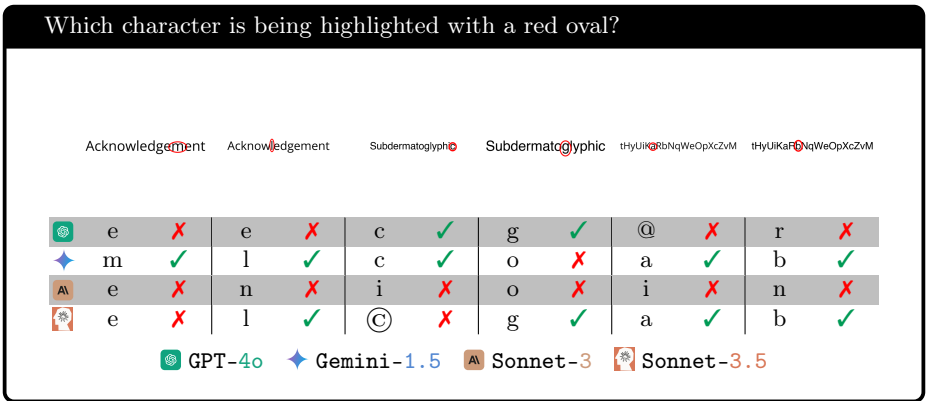 Which character is being highlighted with a red oval?
Acknowledgement Acknowledgement Subdermatoglyphic Subdermatoglyphic tHyUiKaRbNqWeOpXcZvM tHyUiKaRbNqWeOpXcZvM
e ✗ e ✗ c ✓ g ✓ @ ✗ r ✗
m ✓ l ✓ c ✓ o ✗ a ✓ b ✓
e ✗ n ✗ i ✗ o ✗ i ✗ n ✗
e ✗ l ✓ © ✗ g ✓ a ✓ b ✓
GPT-4o Gemini-1.5 Sonnet-3 Sonnet-3.5